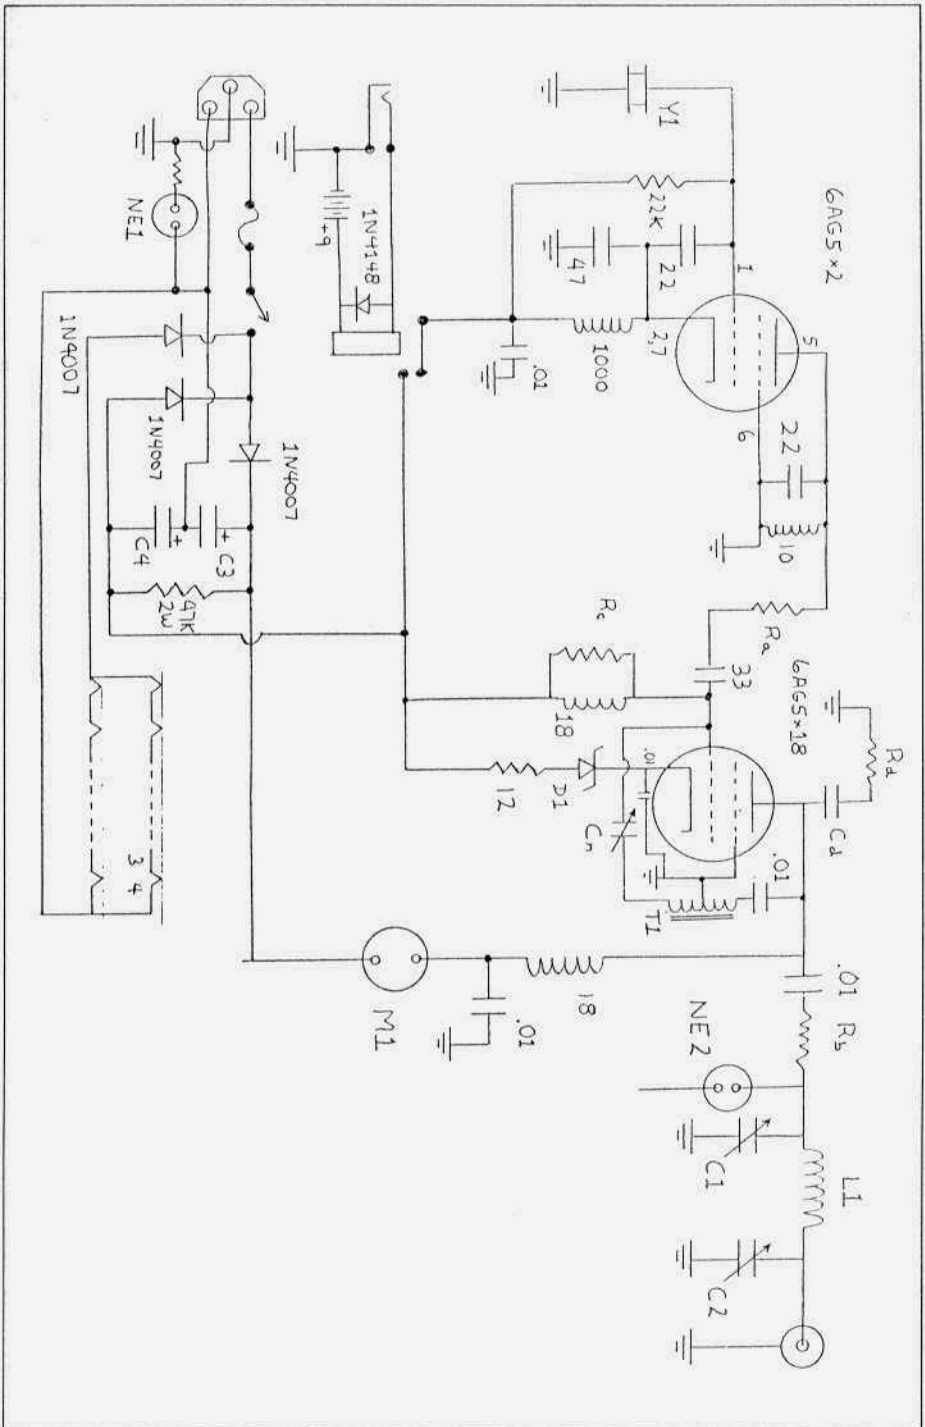 6AG5×2
Y1
22K
47
22
1
2,7
1000
.01
5
6
22
10
Ra
33
6AG5×18
Rc
18
.01
12
D1
Cn
Rd
Cd
.01
T1
.01
Rb
18
.01
M1
NE2
C1
L1
C2
NE1
+9
1N4148
1N4007
1N4007
1N4007
C4
+
+
C3
47K
2W
3 4